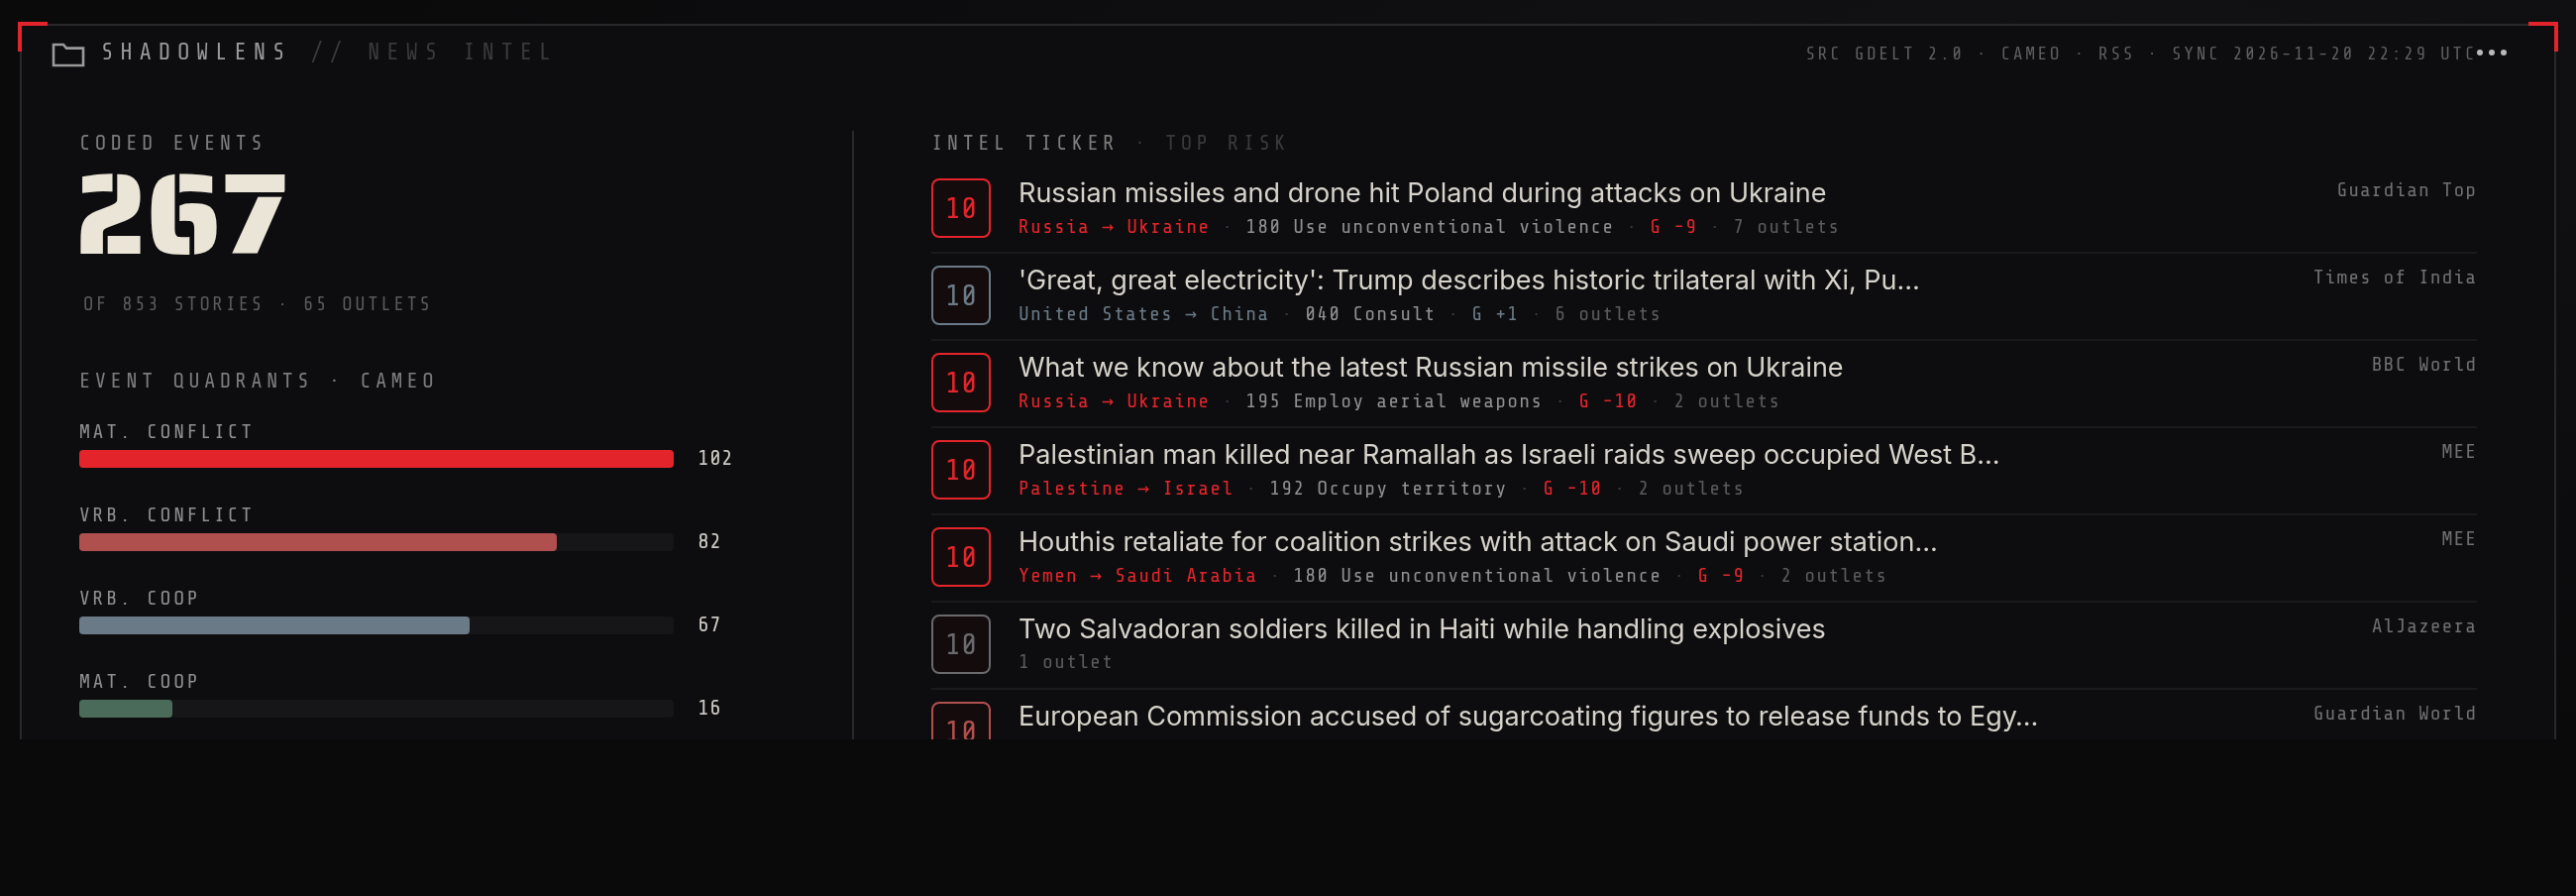 SHADOWLENS // NEWS INTEL
SRC GDELT 2.0 · CAMEO · RSS · SYNC 2026-11-20 22:29 UTC
CODED EVENTS
267
OF 853 STORIES · 65 OUTLETS
EVENT QUADRANTS · CAMEO
MAT. CONFLICT
102
VRB. CONFLICT
82
VRB. COOP
67
MAT. COOP
16
INTEL TICKER · TOP RISK
10 Russian missiles and drone hit Poland during attacks on Ukraine Guardian Top
Russia → Ukraine · 180 Use unconventional violence · G -9 · 7 outlets
10 'Great, great electricity': Trump describes historic trilateral with Xi, Pu... Times of India
United States → China · 040 Consult · G +1 · 6 outlets
10 What we know about the latest Russian missile strikes on Ukraine BBC World
Russia → Ukraine · 195 Employ aerial weapons · G -10 · 2 outlets
10 Palestinian man killed near Ramallah as Israeli raids sweep occupied West B... MEE
Palestine → Israel · 192 Occupy territory · G -10 · 2 outlets
10 Houthis retaliate for coalition strikes with attack on Saudi power station... MEE
Yemen → Saudi Arabia · 180 Use unconventional violence · G -9 · 2 outlets
10 Two Salvadoran soldiers killed in Haiti while handling explosives AlJazeera
1 outlet
10 European Commission accused of sugarcoating figures to release funds to Egy... Guardian World